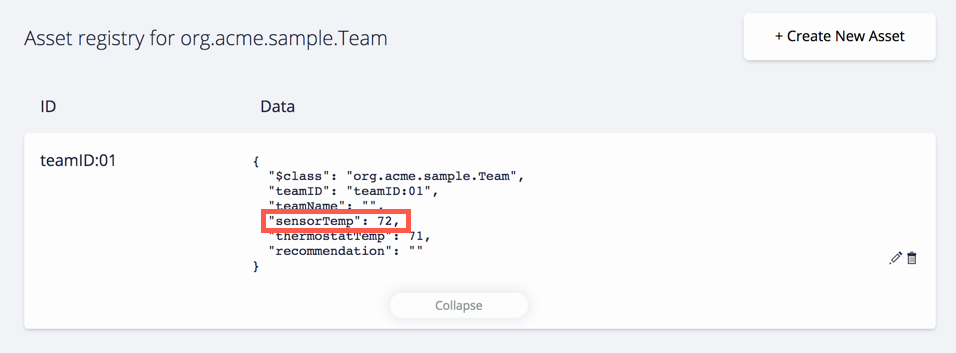 Asset registry for org.acme.sample.Team
+ Create New Asset
ID Data
teamID:01
{
"$class": "org.acme.sample.Team",
"teamID": "teamID:01",
"teamName": "",
"sensorTemp": 72,
"thermostatTemp": 71,
"recommendation": ""
}
Collapse